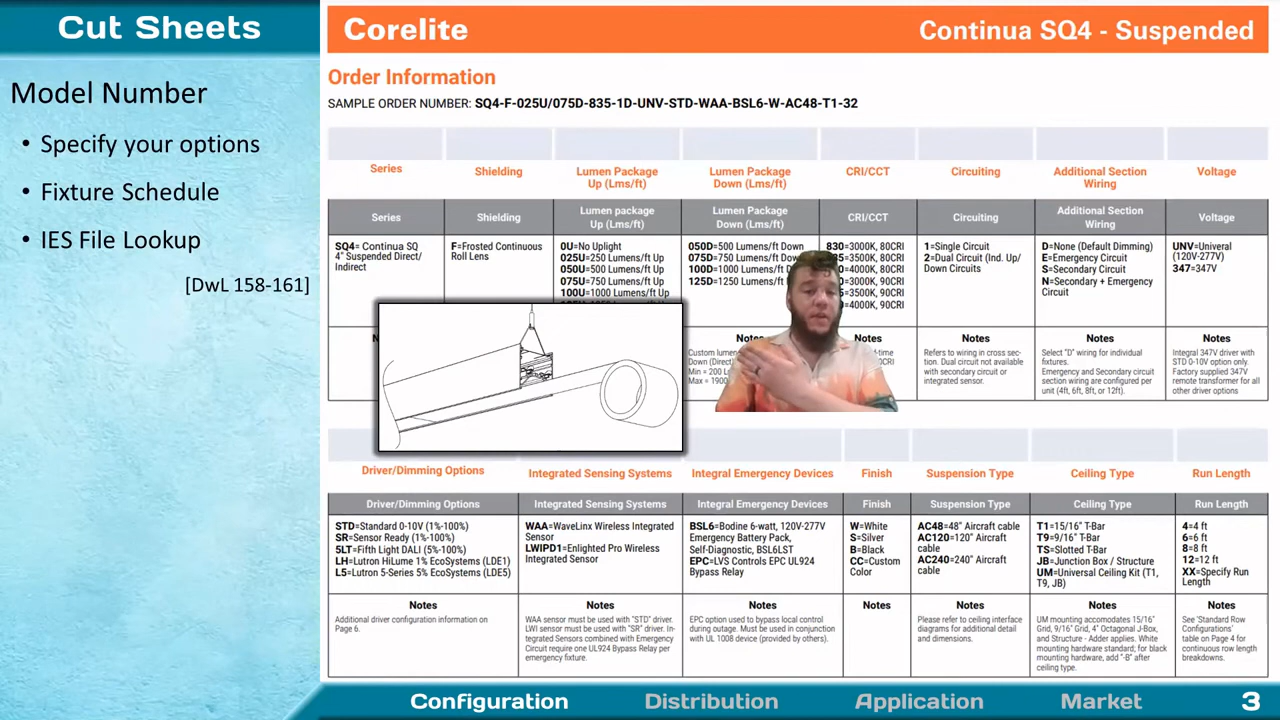 Cut Sheets
Model Number
• Specify your options
• Fixture Schedule
• IES File Lookup
[DwL 158-161]
Corelite
Continua SQ4 - Suspended
Order Information
SAMPLE ORDER NUMBER: SQ4-F-025U/075D-835-1D-UNV-STD-WAA-BSL6-W-AC48-T1-32
Series
Shielding
Lumen Package
Up (Lms/ft)
Lumen Package
Down (Lms/ft)
CRI/CCT
Circuiting
Additional Section
Wiring
Voltage
Series
Shielding
Lumen package
Up (Lms/ft)
Lumen Package
Down (Lms/ft)
CRI/CCT
Circuiting
Additional Section
Wiring
Voltage
SQ4= Continua SQ
4" Suspended Direct/
Indirect
F=Frosted Continuous
Roll Lens
0U=No Uplight
025U=250 Lumens/ft Up
050U=500 Lumens/ft Up
075U=750 Lumens/ft Up
100U=1000 Lumens/ft Up
050D=500 Lumens/ft Down
075D=750 Lumens/ft
100D=1000 Lumens/ft
125D=1250 Lumens/ft
830=3000K, 80CRI
3500K, 80CRI
4000K, 80CRI
3000K, 90CRI
3500K, 90CRI
4000K, 90CRI
1=Single Circuit
2=Dual Circuit (Ind. Up/
Down Circuits
D=None (Default Dimming)
E=Emergency Circuit
S=Secondary Circuit
N=Secondary + Emergency
Circuit
UNV=Univeral
(120V-277V)
347=347V
Notes
Custom
Down (Direct)
Min = 200
Max = 1900
Notes
Notes
Refers to wiring in cross sec-
tion. Dual circuit not available
with secondary circuit or
integrated sensor.
Notes
Select "D" wiring for individual
fixtures.
Emergency and Secondary circuit
section wiring are configured per
unit (4ft, 6ft, 8ft, or 12ft).
Notes
Integral 347V driver with
STD 0-10V option only.
Factory supplied 347V
remote transformer for all
other driver options
Driver/Dimming Options
Integrated Sensing Systems
Integral Emergency Devices
Finish
Suspension Type
Ceiling Type
Run Length
Driver/Dimming Options
Integrated Sensing Systems
Integral Emergency Devices
Finish
Suspension Type
Ceiling Type
Run Length
STD=Standard 0-10V (1%-100%)
SR=Sensor Ready (1%-100%)
5LT=Fifth Light DALI (5%-100%)
LH=Lutron HiLume 1% EcoSystems (LDE1)
L5=Lutron 5-Series 5% EcoSystems (LDE5)
WAA=WaveLinx Wireless Integrated
Sensor
LWIPD1=Enlighted Pro Wireless
Integrated Sensor
BSL6=Bodine 6-watt, 120V-277V
Emergency Battery Pack,
Self-Diagnostic, BSL6LST
EPC=LVS Controls EPC UL924
Bypass Relay
W=White
S=Silver
B=Black
CC=Custom
Color
AC48=48" Aircraft cable
AC120=120" Aircraft
cable
AC240=240" Aircraft
cable
T1=15/16" T-Bar
T9=9/16" T-Bar
TS=Slotted T-Bar
JB=Junction Box / Structure
UM=Universal Ceiling Kit (T1,
T9, JB)
4=4 ft
6=6 ft
8=8 ft
12=12 ft
XX=Specify Run
Length
Notes
Additional driver configuration information on
Page 6.
Notes
WAA sensor must be used with "STD" driver.
LWI sensor must be used with "SR" driver. In-
tegrated Sensors combined with Emergency
Circuit require one UL924 Bypass Relay per
emergency fixture.
Notes
EPC option used to bypass local control
during outage. Must be used in conjunction
with UL 1008 device (provided by others).
Notes
Notes
Please refer to ceiling interface
diagrams for additional detail
and dimensions.
Notes
UM mounting accomodates 15/16"
Grid, 9/16" Grid, 4" Octagonal J-Box,
and Structure - Adder applies. White
mounting hardware standard; for black
mounting hardware, add "-B" after
ceiling type.
Notes
See 'Standard Row
Configurations'
table on Page 4 for
continuous row length
breakdowns.
Configuration
Distribution
Application
Market
3